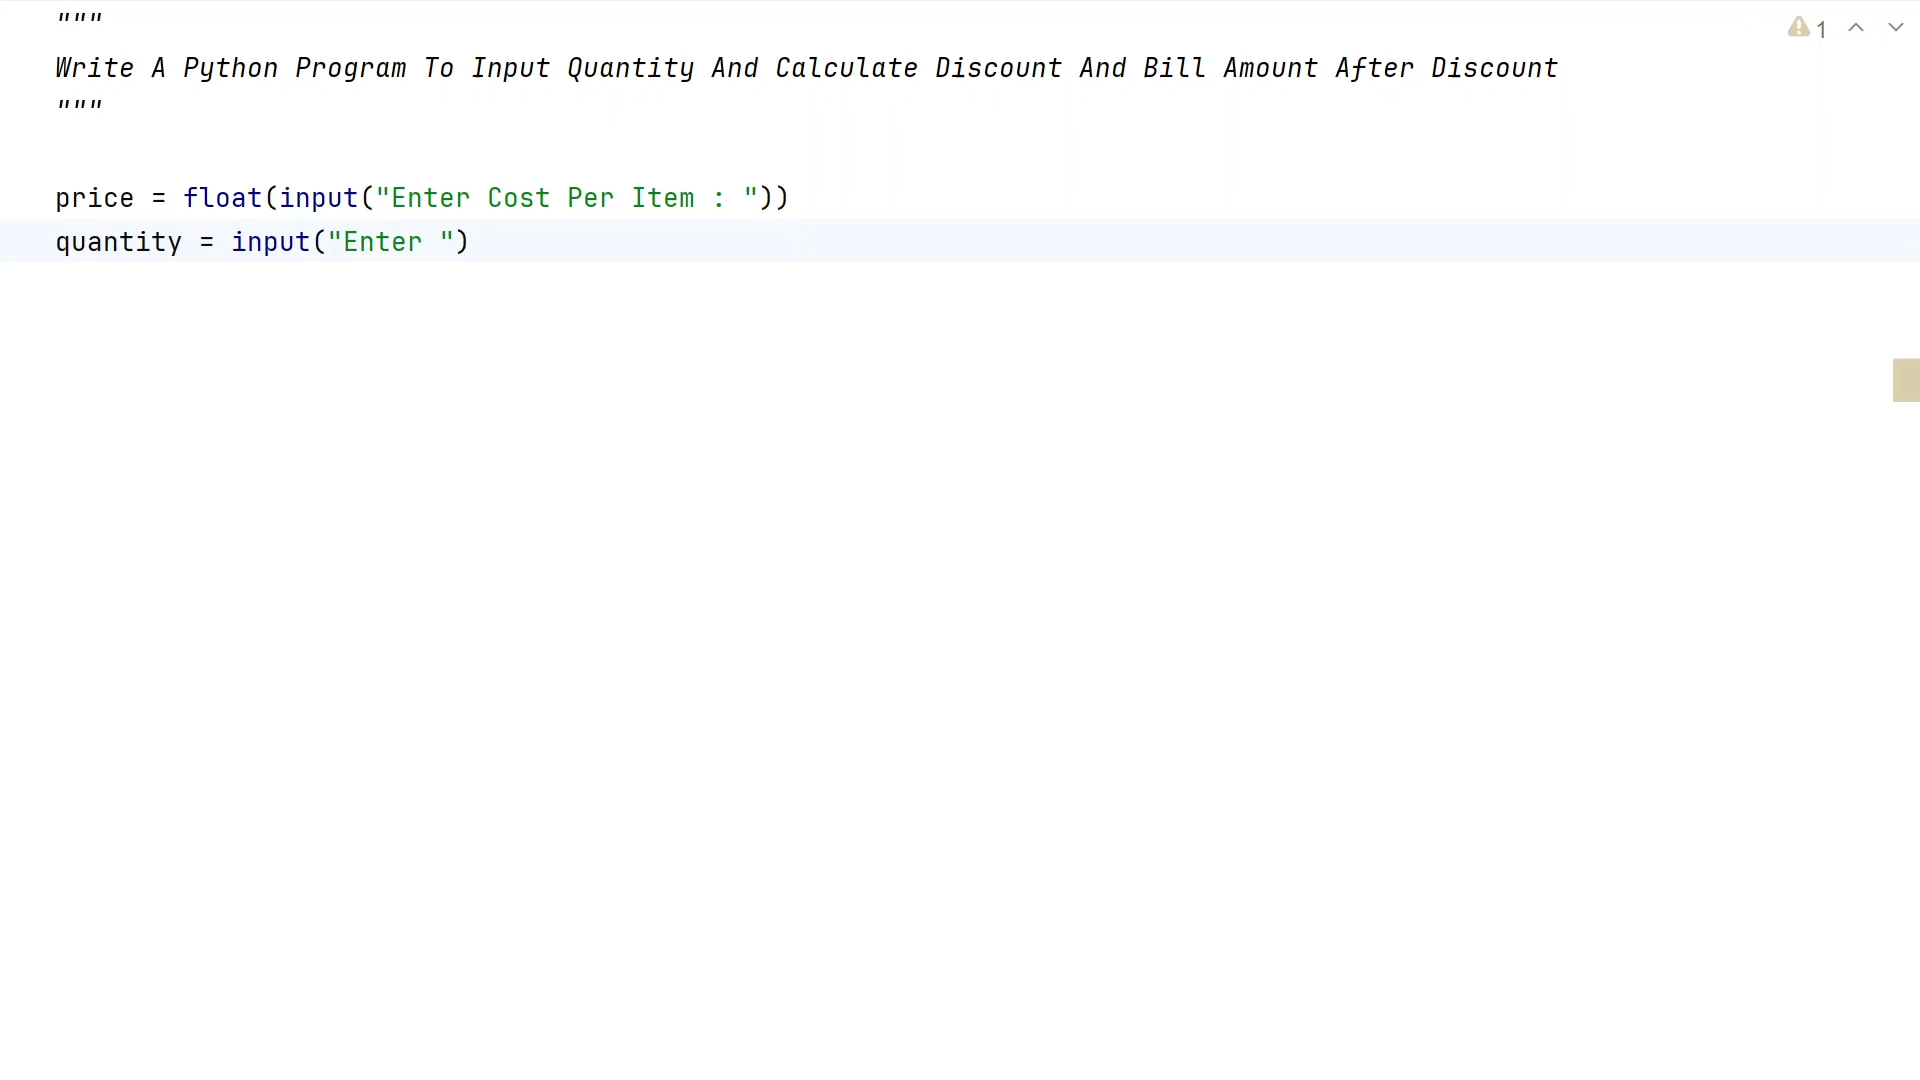 """
1
Write A Python Program To Input Quantity And Calculate Discount And Bill Amount After Discount
"""
price = float(input("Enter Cost Per Item : "))
quantity = input("Enter ")